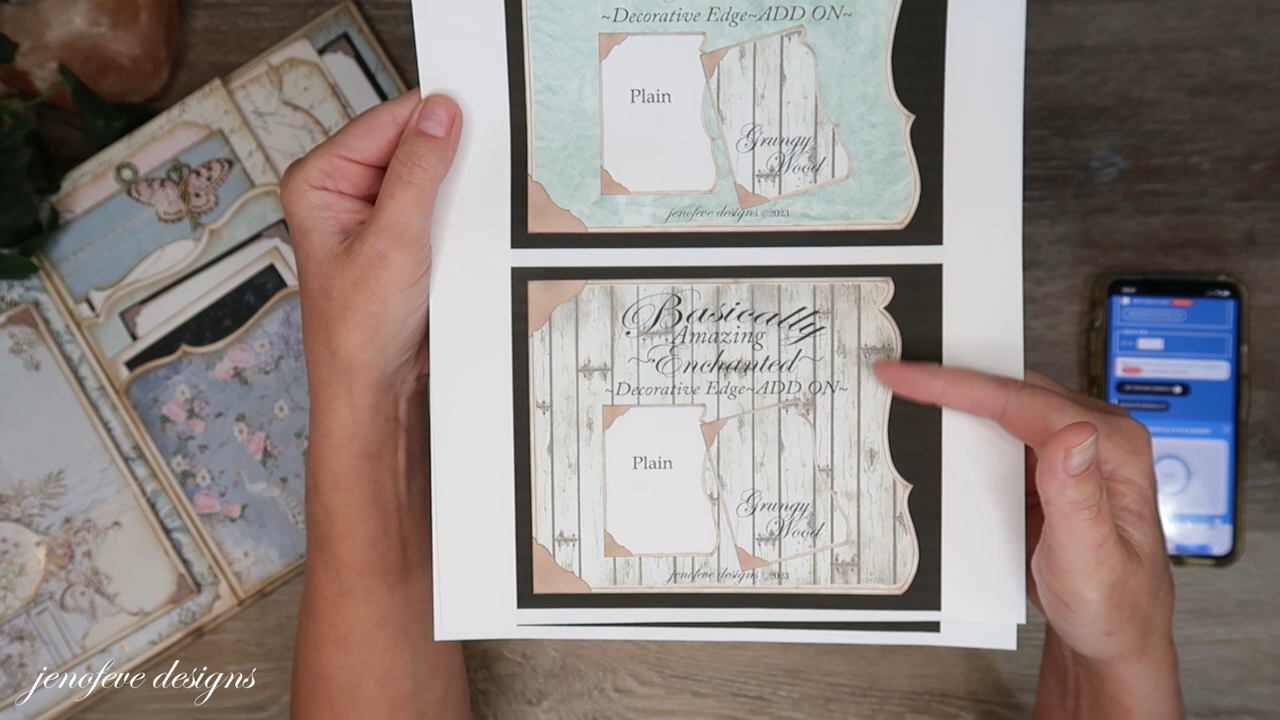 ~Decorative Edge~ADD ON~
Plain
Grungy
Wood
jenofeve designs ©2023
Basically
Amazing
~Enchanted~
~Decorative Edge~ADD ON~
Plain
Grungy
Wood
jenofeve designs ©2023
jenofeve designs